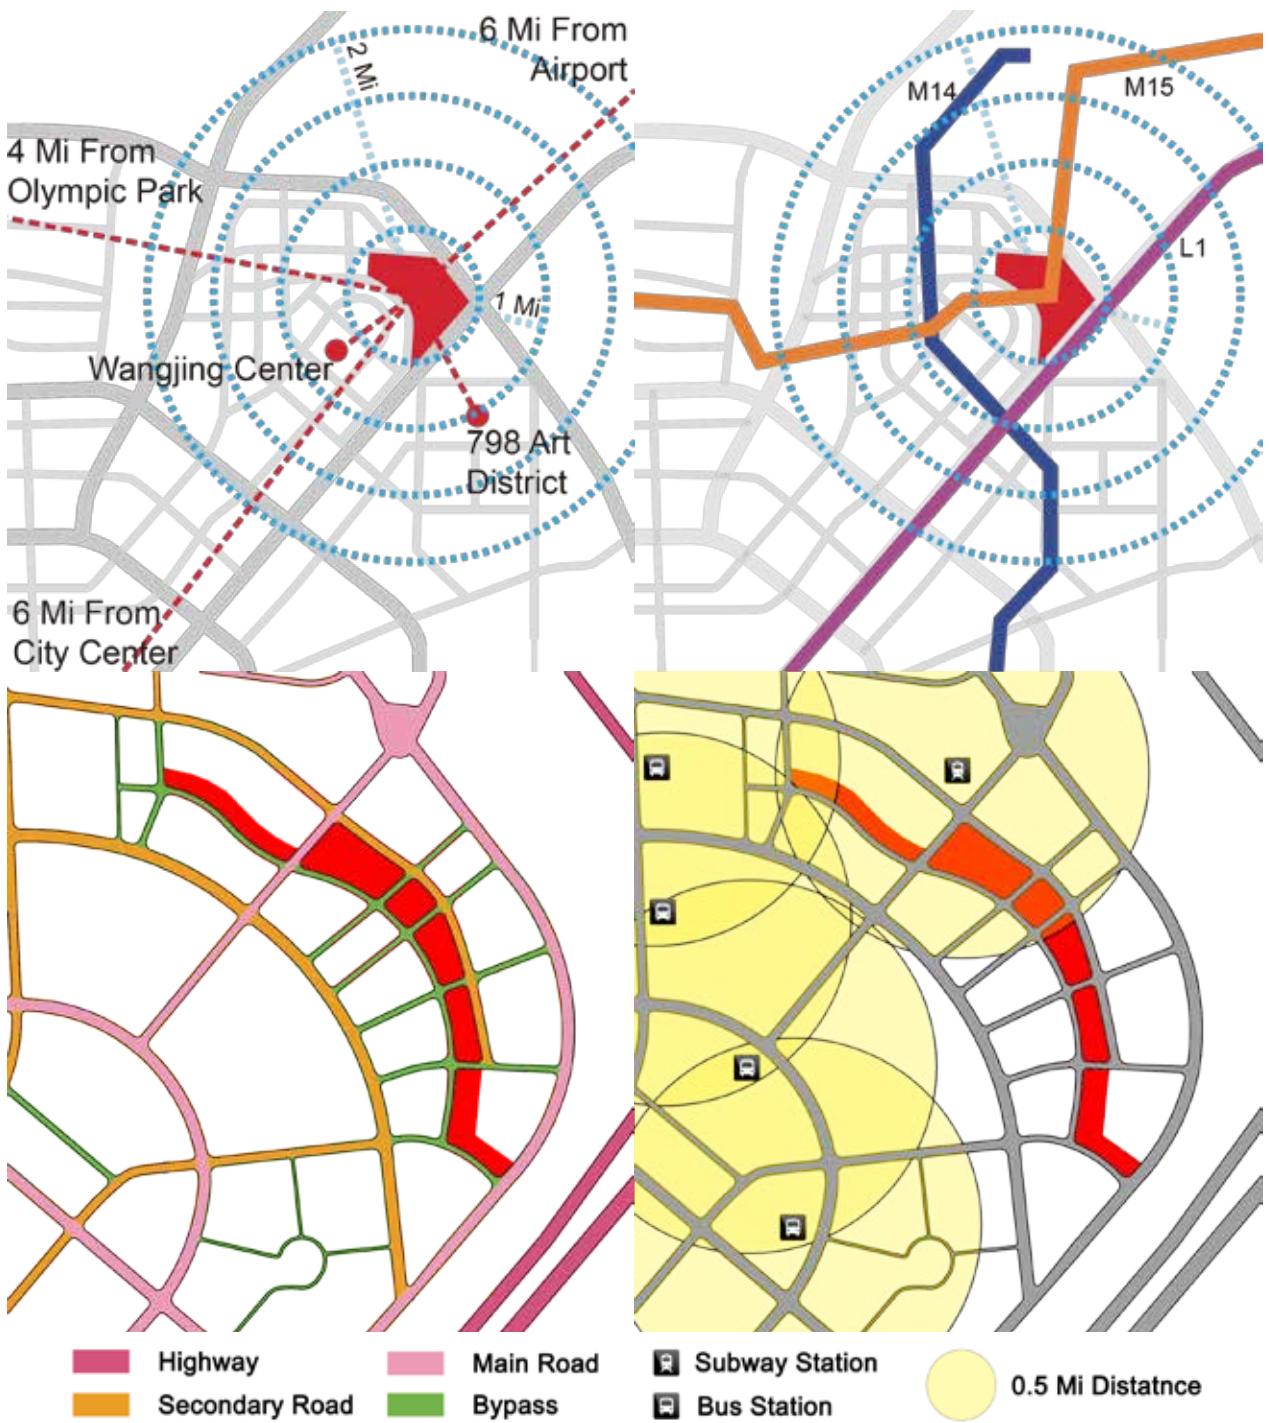 6 Mi From
Airport
2 Mi
4 Mi From
Olympic Park
1 Mi
Wangjing Center
798 Art
District
6 Mi From
City Center
M14
M15
L1
Highway
Main Road
Secondary Road
Bypass
Subway Station
Bus Station
0.5 Mi Distatnce